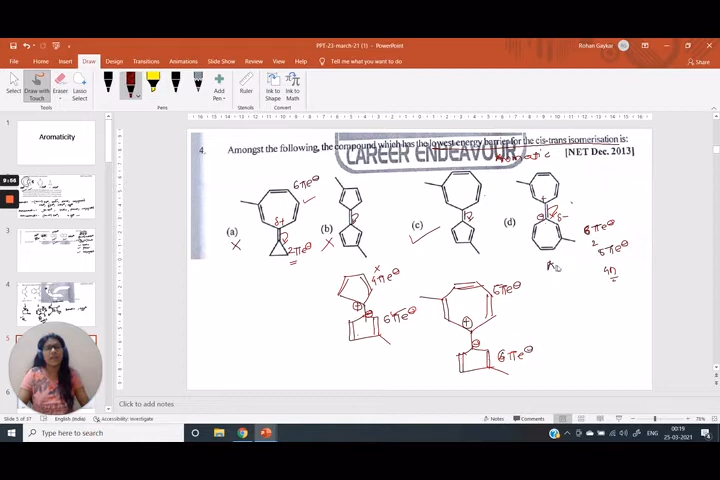 PPT-23-march-21 (1) - PowerPoint
Rohan Gaykar
RG
File
Home
Insert
Draw
Design
Transitions
Animations
Slide Show
Review
View
Help
Tell me what you want to do
Share
Select
Draw with Touch
Eraser
Lasso Select
Add Pen
Ruler
Ink to Shape
Ink to Math
Tools
Pens
Stencils
Convert
1
Aromaticity
9:56
3
4
5
6
4.
Amongst the following, the compound which has the lowest energy barrier for the cis-trans isomerisation is:
Aromatic
CAREER ENDEAVOUR
[NET Dec. 2013]
6πe⊖
δ+
(a)
2πe⊖
(b)
(c)
(d)
+
⊖
δ-
6πe⊖
2
8πe⊖
4n
4πe⊖
⊕
⊖
6πe⊖
6πe⊖
⊕
⊖
6πe⊖
Click to add notes
Slide 5 of 37
English (India)
Accessibility: Investigate
Notes
Comments
78%
Type here to search
ENG
00:19
25-03-2021